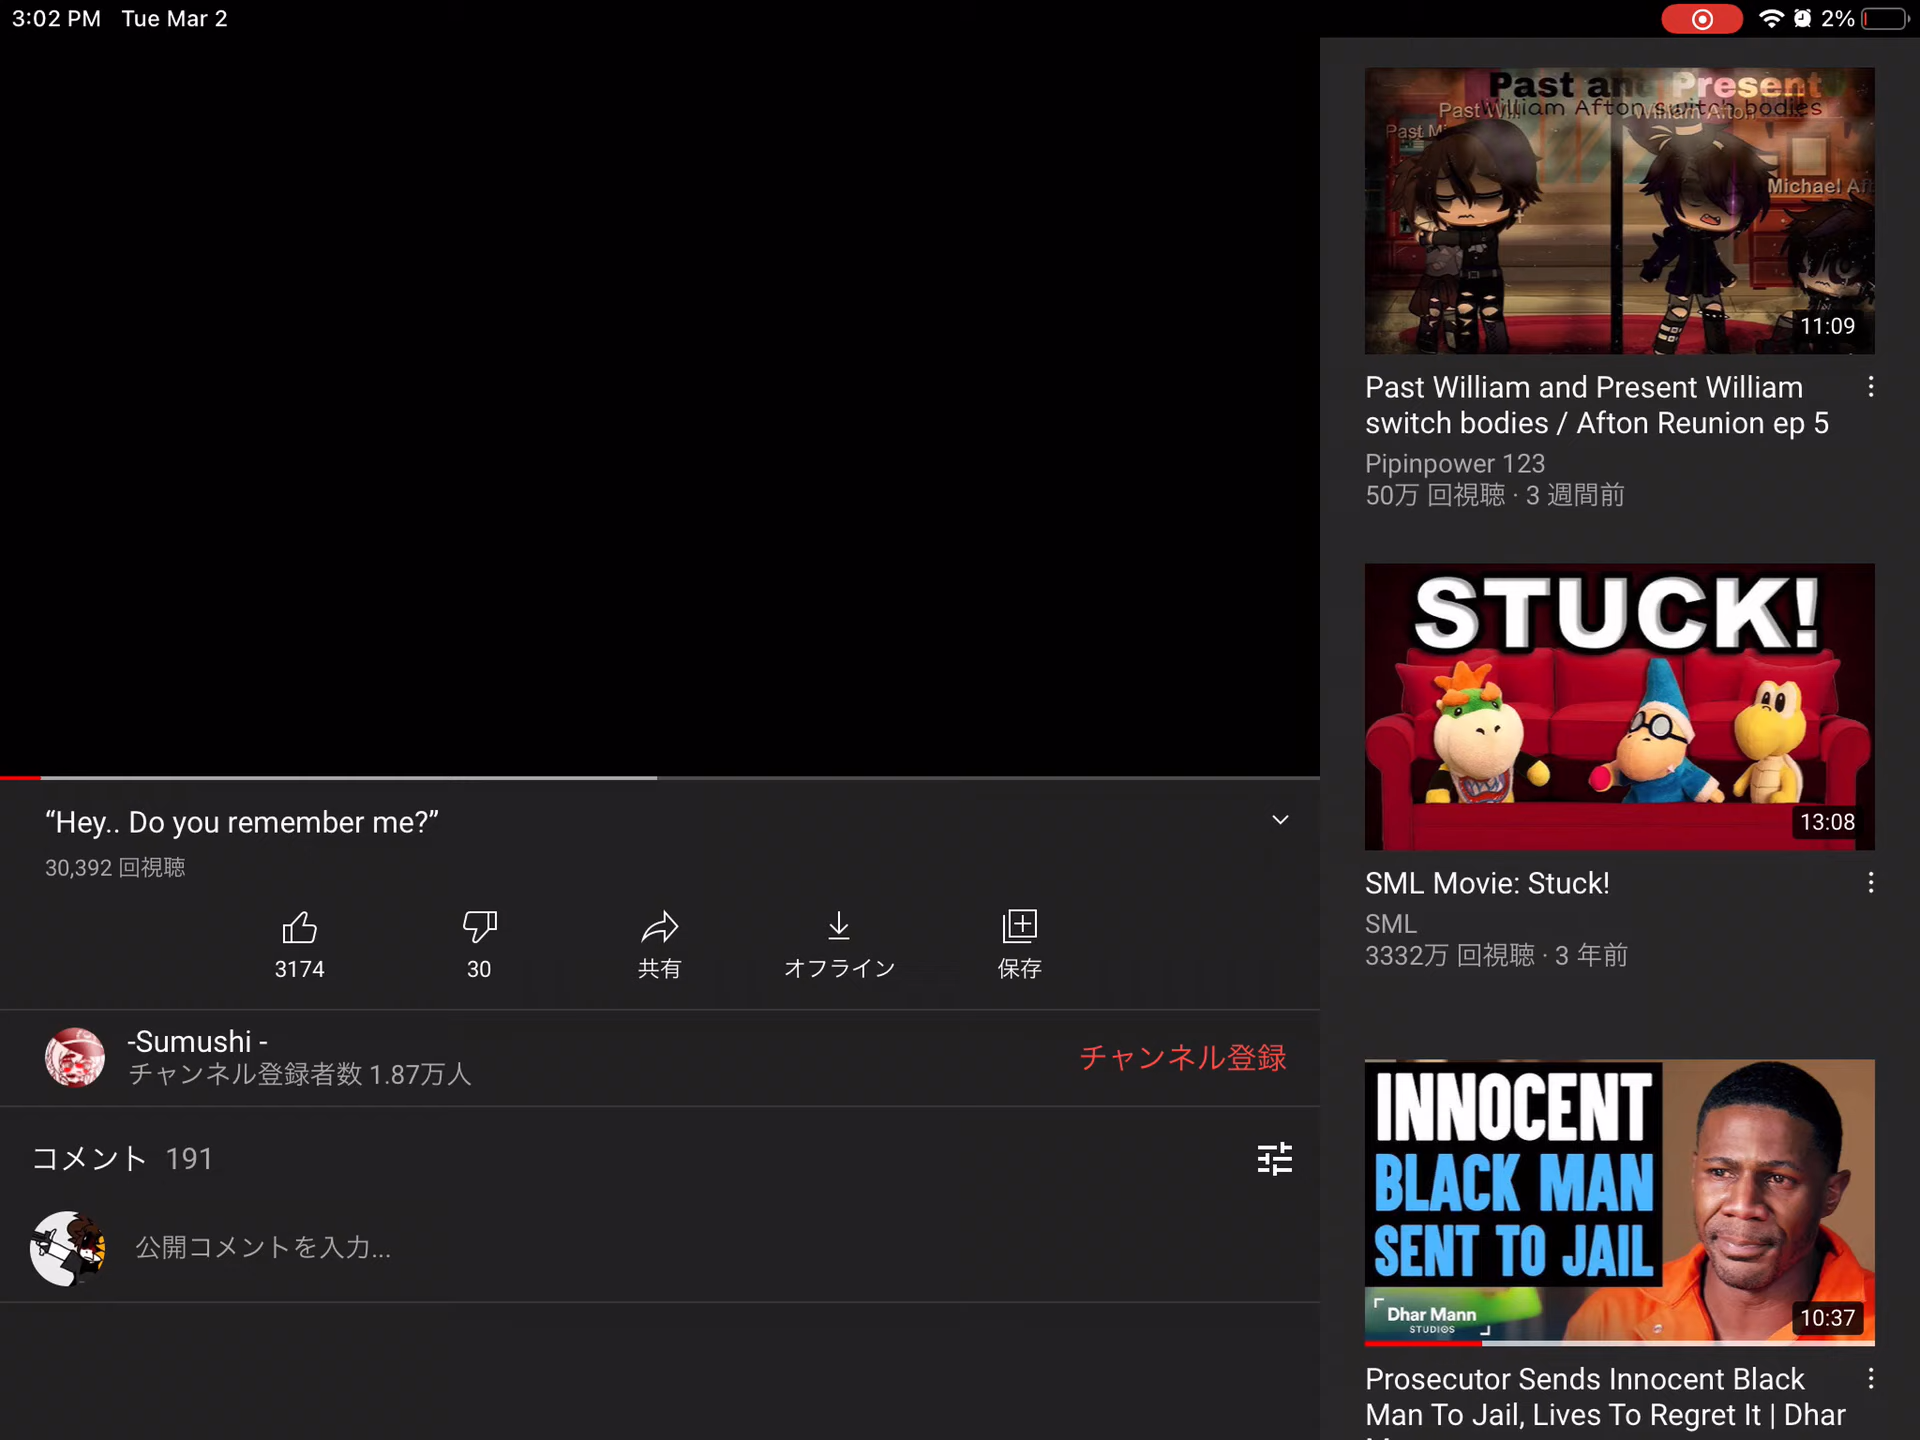 3:02 PM Tue Mar 2
2%
“Hey.. Do you remember me?”
30,392 回視聴
3174
30
共有
オフライン
保存
-Sumushi -
チャンネル登録者数 1.87万人
チャンネル登録
コメント 191
公開コメントを入力...
Past and Present
William Afton switch bodies
Past Will
William Afton
Past Mi
Michael Aft
11:09
Past William and Present William
switch bodies / Afton Reunion ep 5
Pipinpower 123
50万 回視聴 · 3 週間前
STUCK!
13:08
SML Movie: Stuck!
SML
3332万 回視聴 · 3 年前
INNOCENT
BLACK MAN
SENT TO JAIL
Dhar Mann
STUDIOS
10:37
Prosecutor Sends Innocent Black
Man To Jail, Lives To Regret It | Dhar